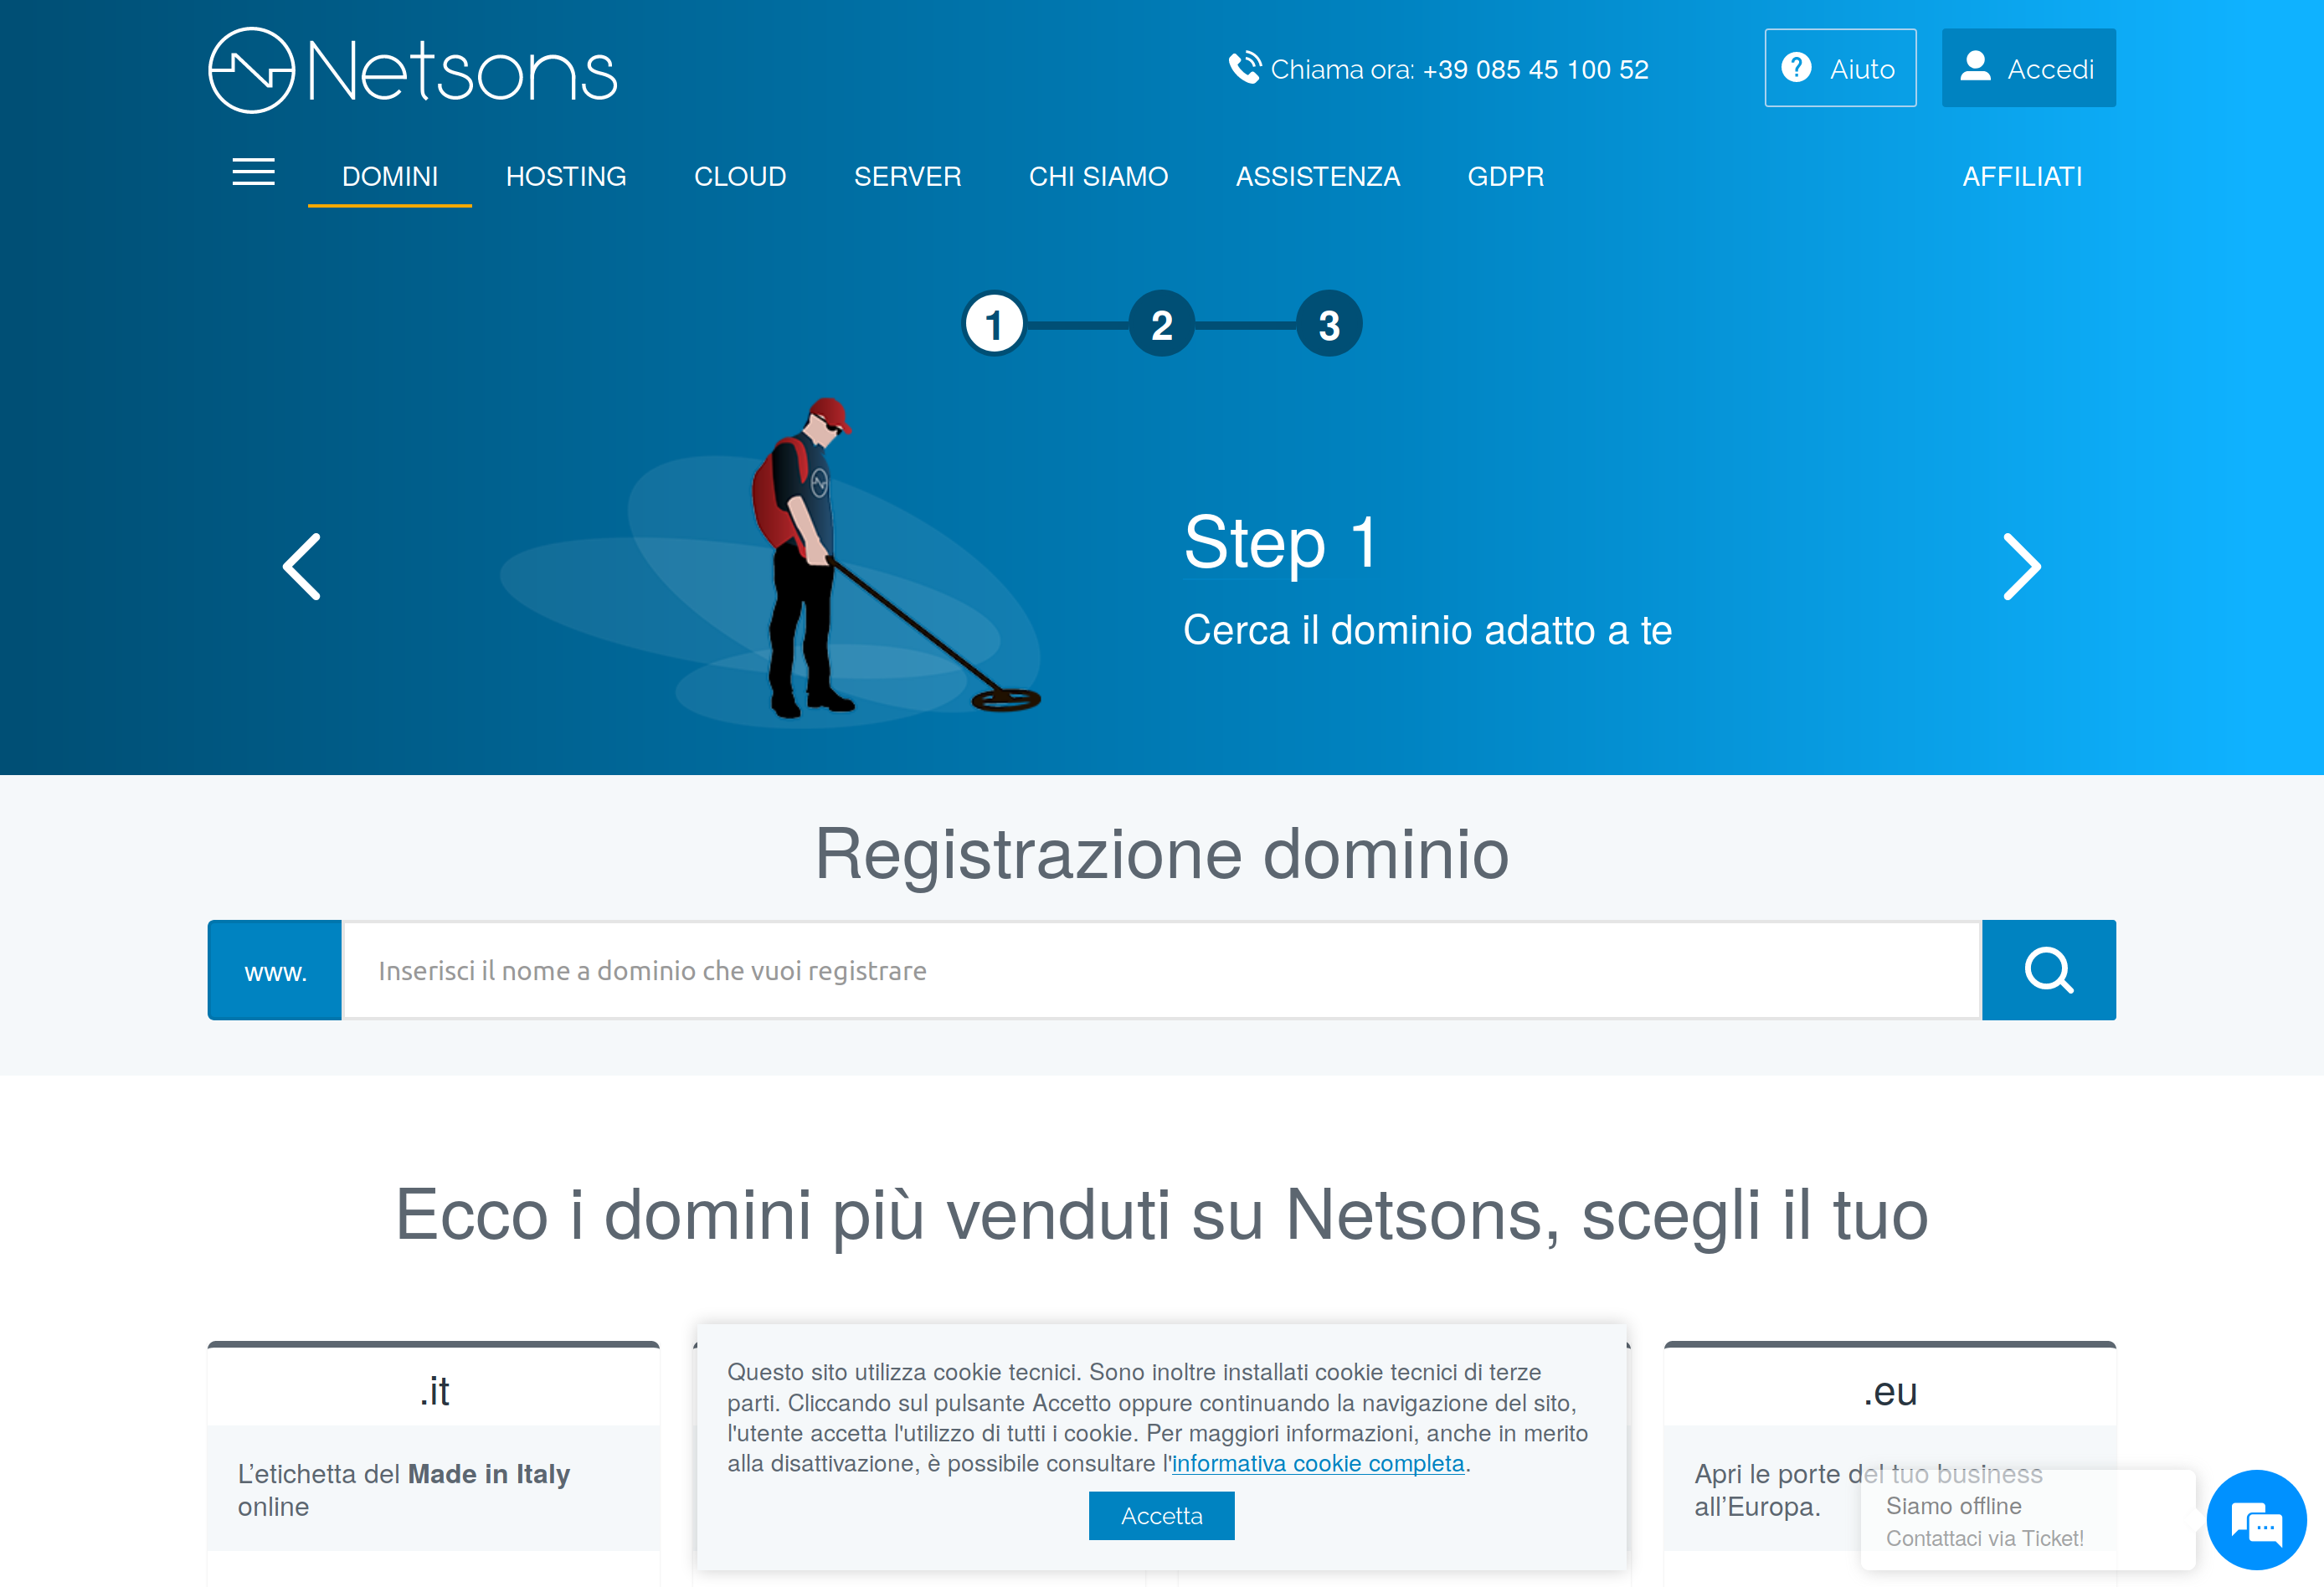 Netsons
Chiama ora: +39 085 45 100 52
Aiuto
Accedi
DOMINI
HOSTING
CLOUD
SERVER
CHI SIAMO
ASSISTENZA
GDPR
AFFILIATI
1
2
3
Step 1
Cerca il dominio adatto a te
Registrazione dominio
www.
Inserisci il nome a dominio che vuoi registrare
Ecco i domini più venduti su Netsons, scegli il tuo
.it
L’etichetta del Made in Italy
online
.eu
Apri le porte del tuo business
all’Europa.
Questo sito utilizza cookie tecnici. Sono inoltre installati cookie tecnici di terze
parti. Cliccando sul pulsante Accetto oppure continuando la navigazione del sito,
l'utente accetta l'utilizzo di tutti i cookie. Per maggiori informazioni, anche in merito
alla disattivazione, è possibile consultare l'informativa cookie completa.
Accetta
Siamo offline
Contattaci via Ticket!